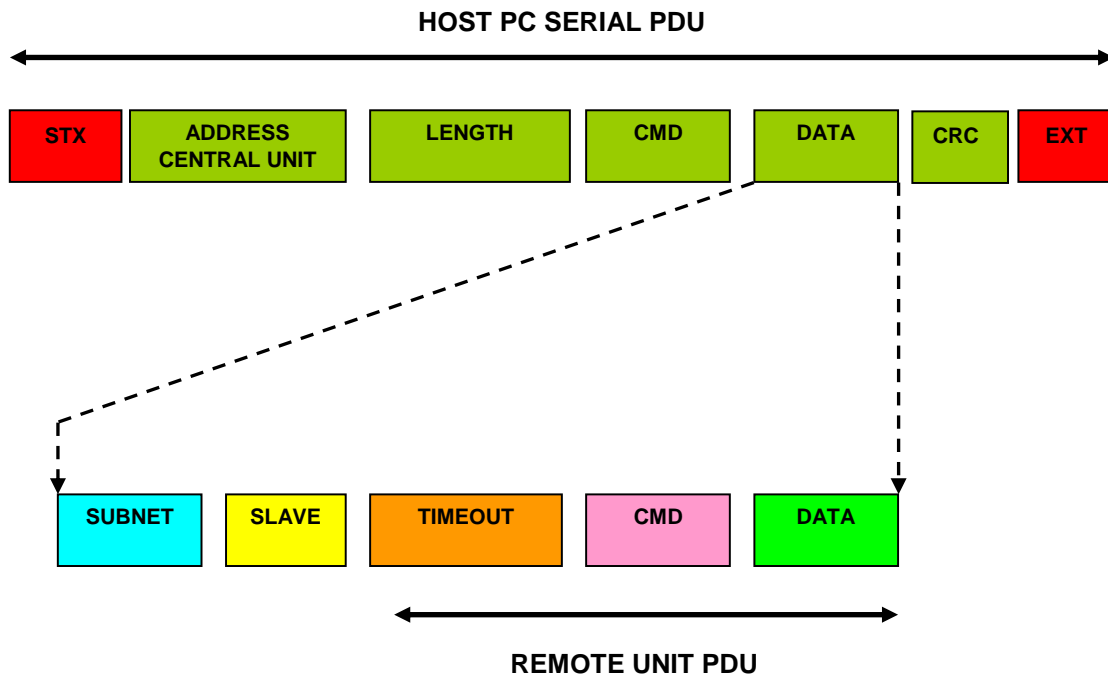 HOST PC SERIAL PDU
STX
ADDRESS
CENTRAL UNIT
LENGTH
CMD
DATA
CRC
EXT
SUBNET
SLAVE
TIMEOUT
CMD
DATA
REMOTE UNIT PDU